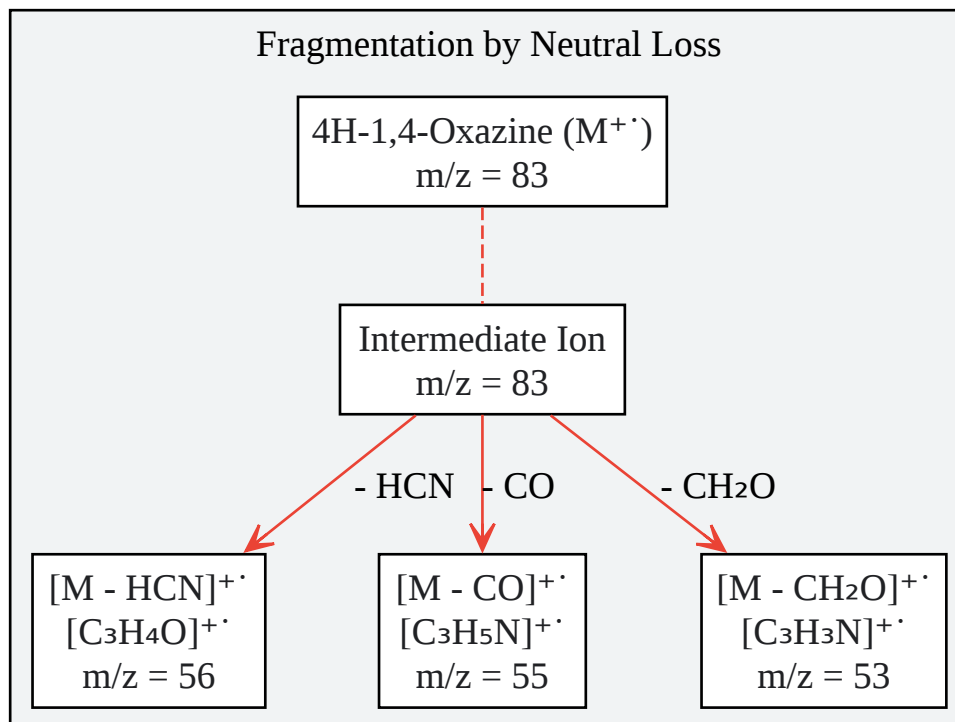 Fragmentation by Neutral Loss
4H-1,4-Oxazine (M⁺˙)
m/z = 83
Intermediate Ion
m/z = 83
- HCN
- CO
- CH₂O
[M - HCN]⁺˙
[C₃H₄O]⁺˙
m/z = 56
[M - CO]⁺˙
[C₃H₅N]⁺˙
m/z = 55
[M - CH₂O]⁺˙
[C₃H₃N]⁺˙
m/z = 53